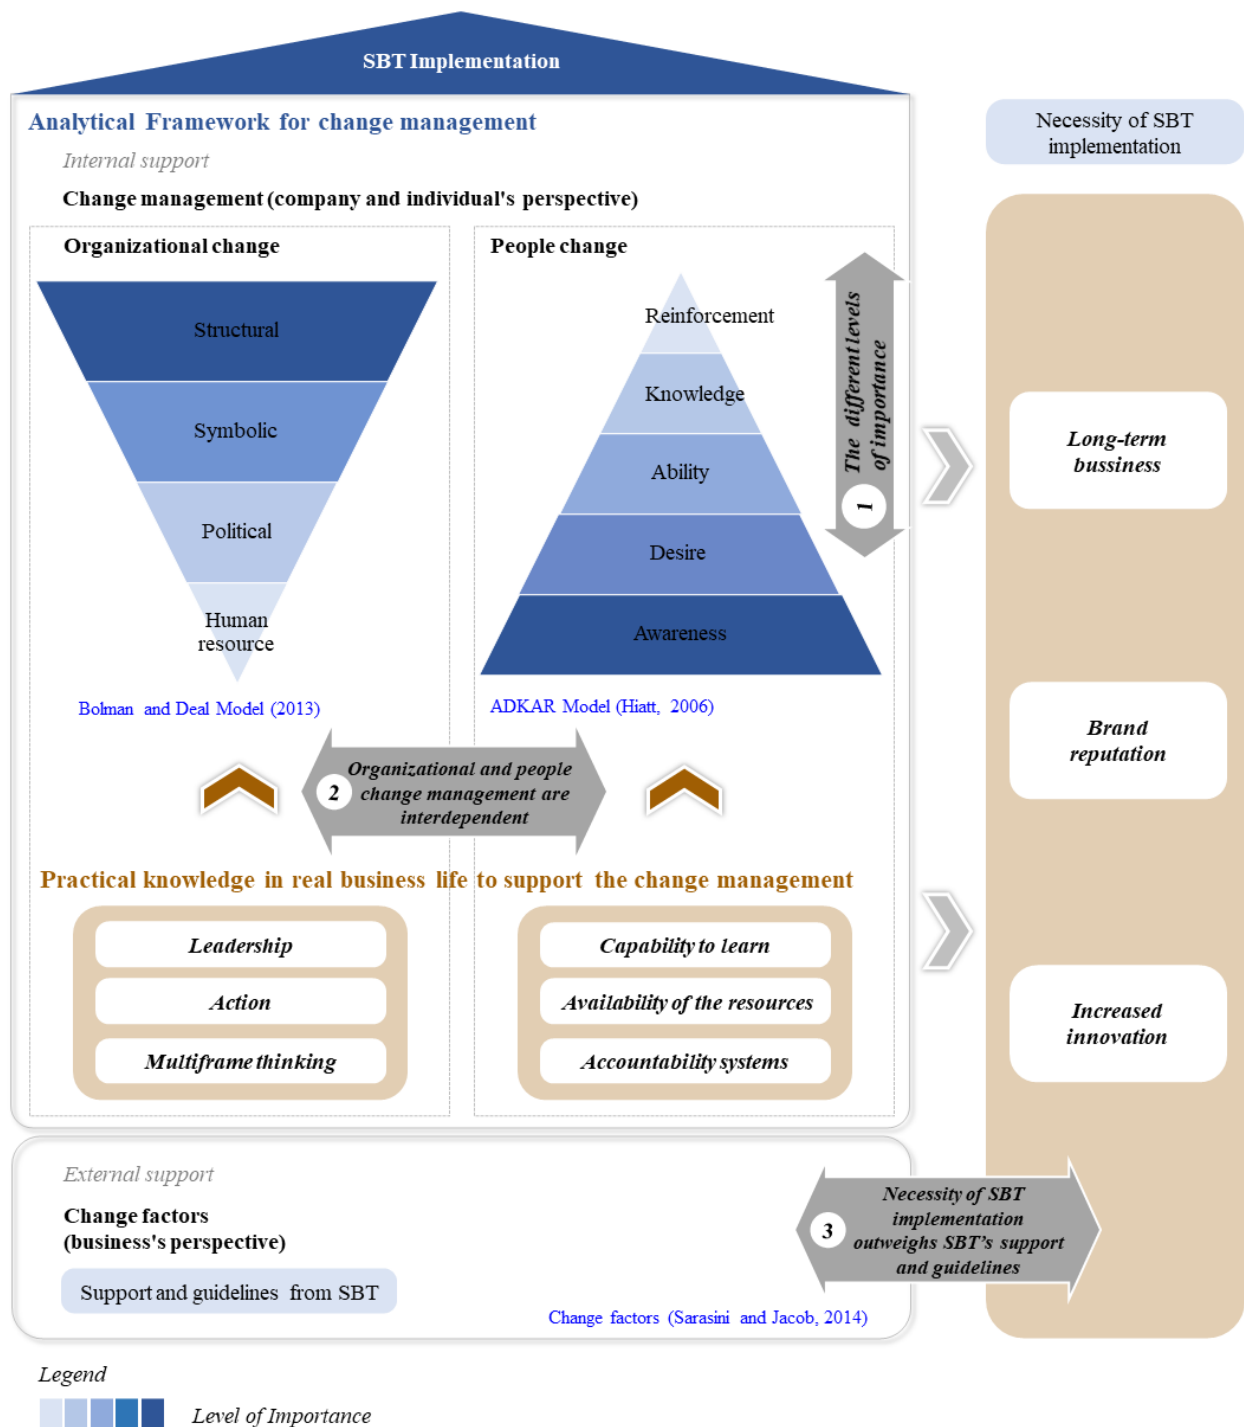 SBT Implementation
Analytical Framework for change management
Internal support
Change management (company and individual's perspective)
Organizational change
Structural
Symbolic
Political
Human
resource
Bolman and Deal Model (2013)
People change
Reinforcement
Knowledge
Ability
Desire
Awareness
ADKAR Model (Hiatt, 2006)
1
The different levels
of importance
2
Organizational and people
change management are
interdependent
Practical knowledge in real business life to support the change management
Leadership
Action
Multiframe thinking
Capability to learn
Availability of the resources
Accountability systems
External support
Change factors
(business's perspective)
Support and guidelines from SBT
Change factors (Sarasini and Jacob, 2014)
3
Necessity of SBT
implementation
outweighs SBT’s support
and guidelines
Necessity of SBT
implementation
Long-term
bussiness
Brand
reputation
Increased
innovation
Legend
Level of Importance